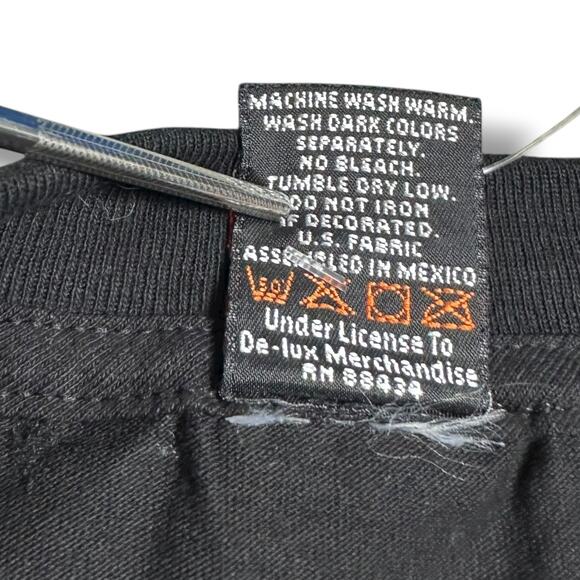 MACHINE WASH WARM.
WASH DARK COLORS
SEPARATELY.
NO BLEACH.
TUMBLE DRY LOW.
DO NOT IRON
IF DECORATED.
U.S. FABRIC
ASSEMBLED IN MEXICO
50
Under License To
De-lux Merchandise
RN 88434